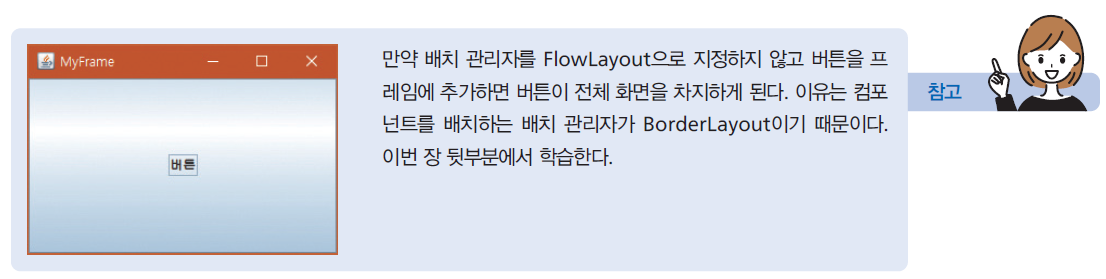 MyFrame
버튼
만약 배치 관리자를 FlowLayout으로 지정하지 않고 버튼을 프
레임에 추가하면 버튼이 전체 화면을 차지하게 된다. 이유는 컴포
넌트를 배치하는 배치 관리자가 BorderLayout이기 때문이다.
이번 장 뒷부분에서 학습한다.
참고